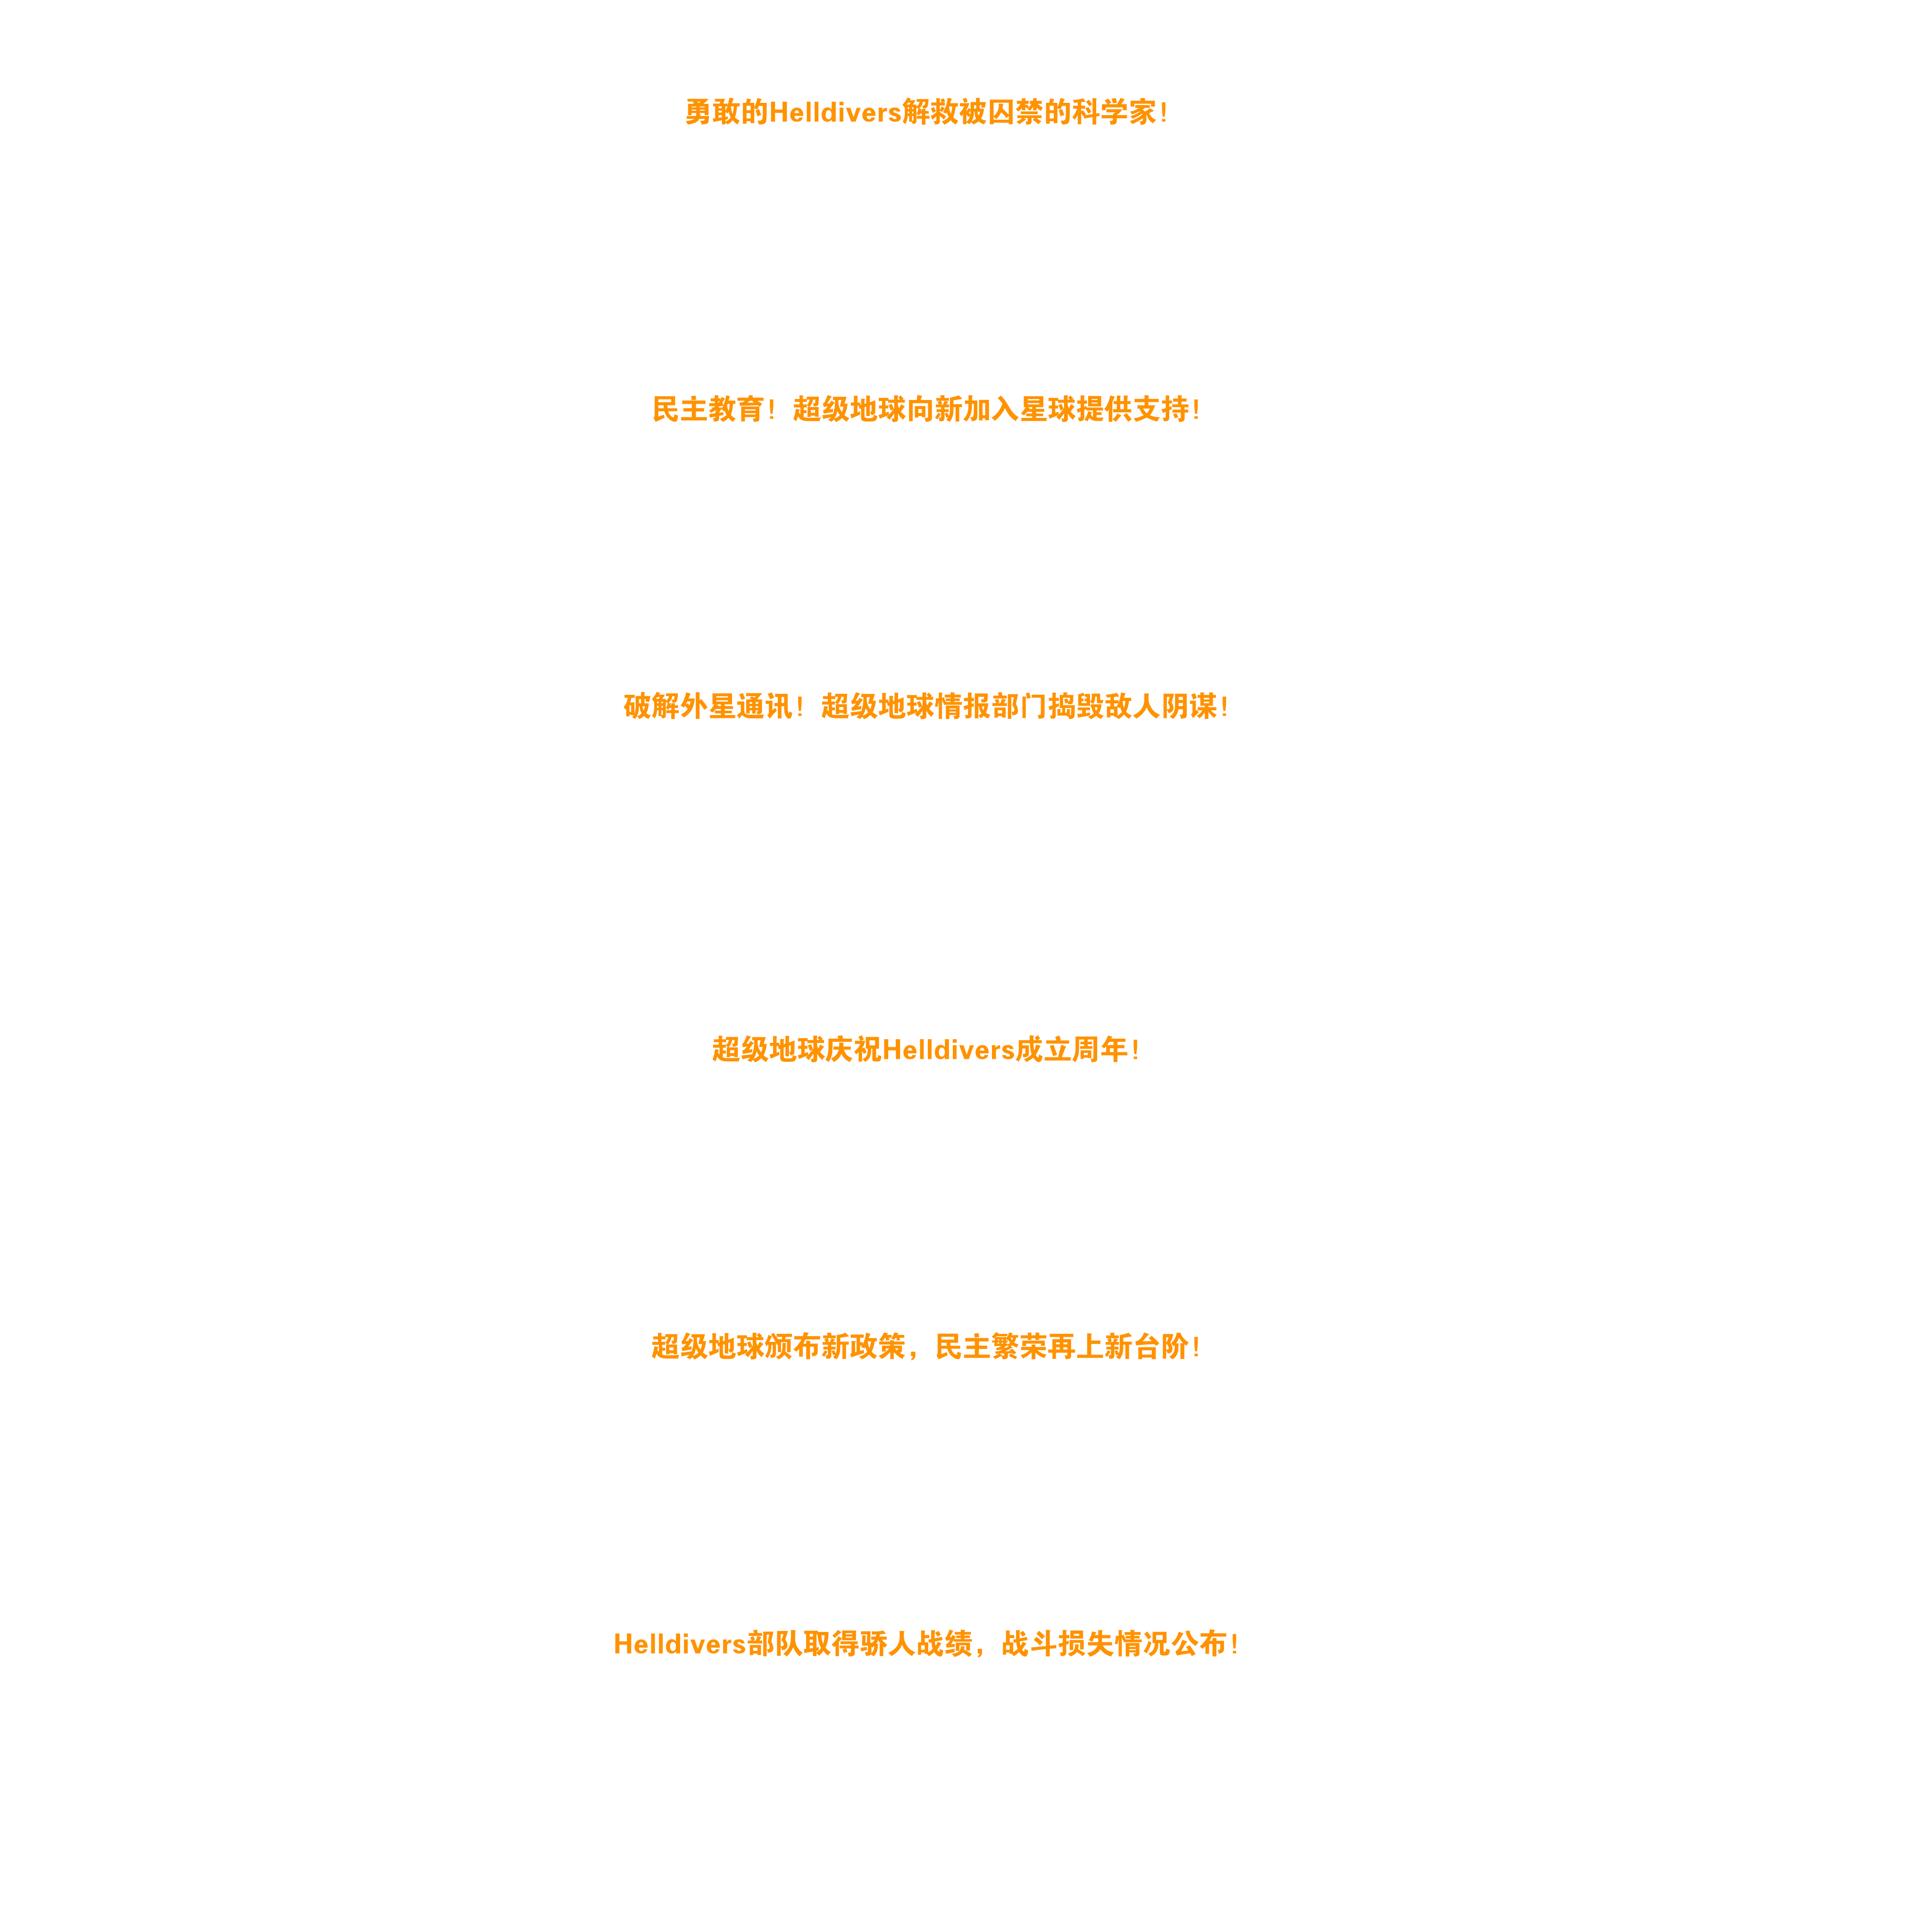 勇敢的Helldivers解救被囚禁的科学家！
民主教育！超级地球向新加入星球提供支持！
破解外星通讯！超级地球情报部门捣毁敌人阴谋！
超级地球庆祝Helldivers成立周年！
超级地球颁布新政策，民主繁荣再上新台阶！
Helldivers部队取得骄人战绩，战斗损失情况公布！